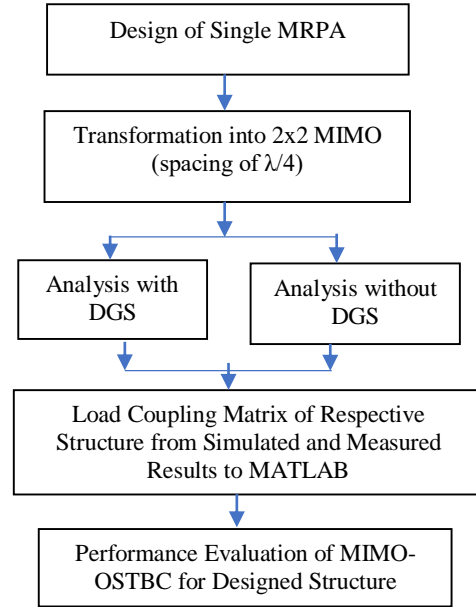 Design of Single MRPA
Transformation into 2x2 MIMO
(spacing of λ/4)
Analysis with
DGS
Analysis without
DGS
Load Coupling Matrix of Respective
Structure from Simulated and Measured
Results to MATLAB
Performance Evaluation of MIMO-
OSTBC for Designed Structure